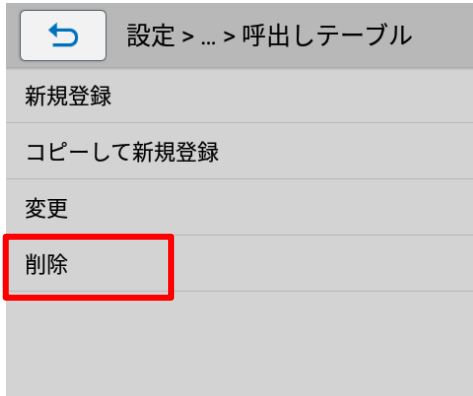 設定 > ... > 呼出しテーブル
新規登録
コピーして新規登録
変更
削除